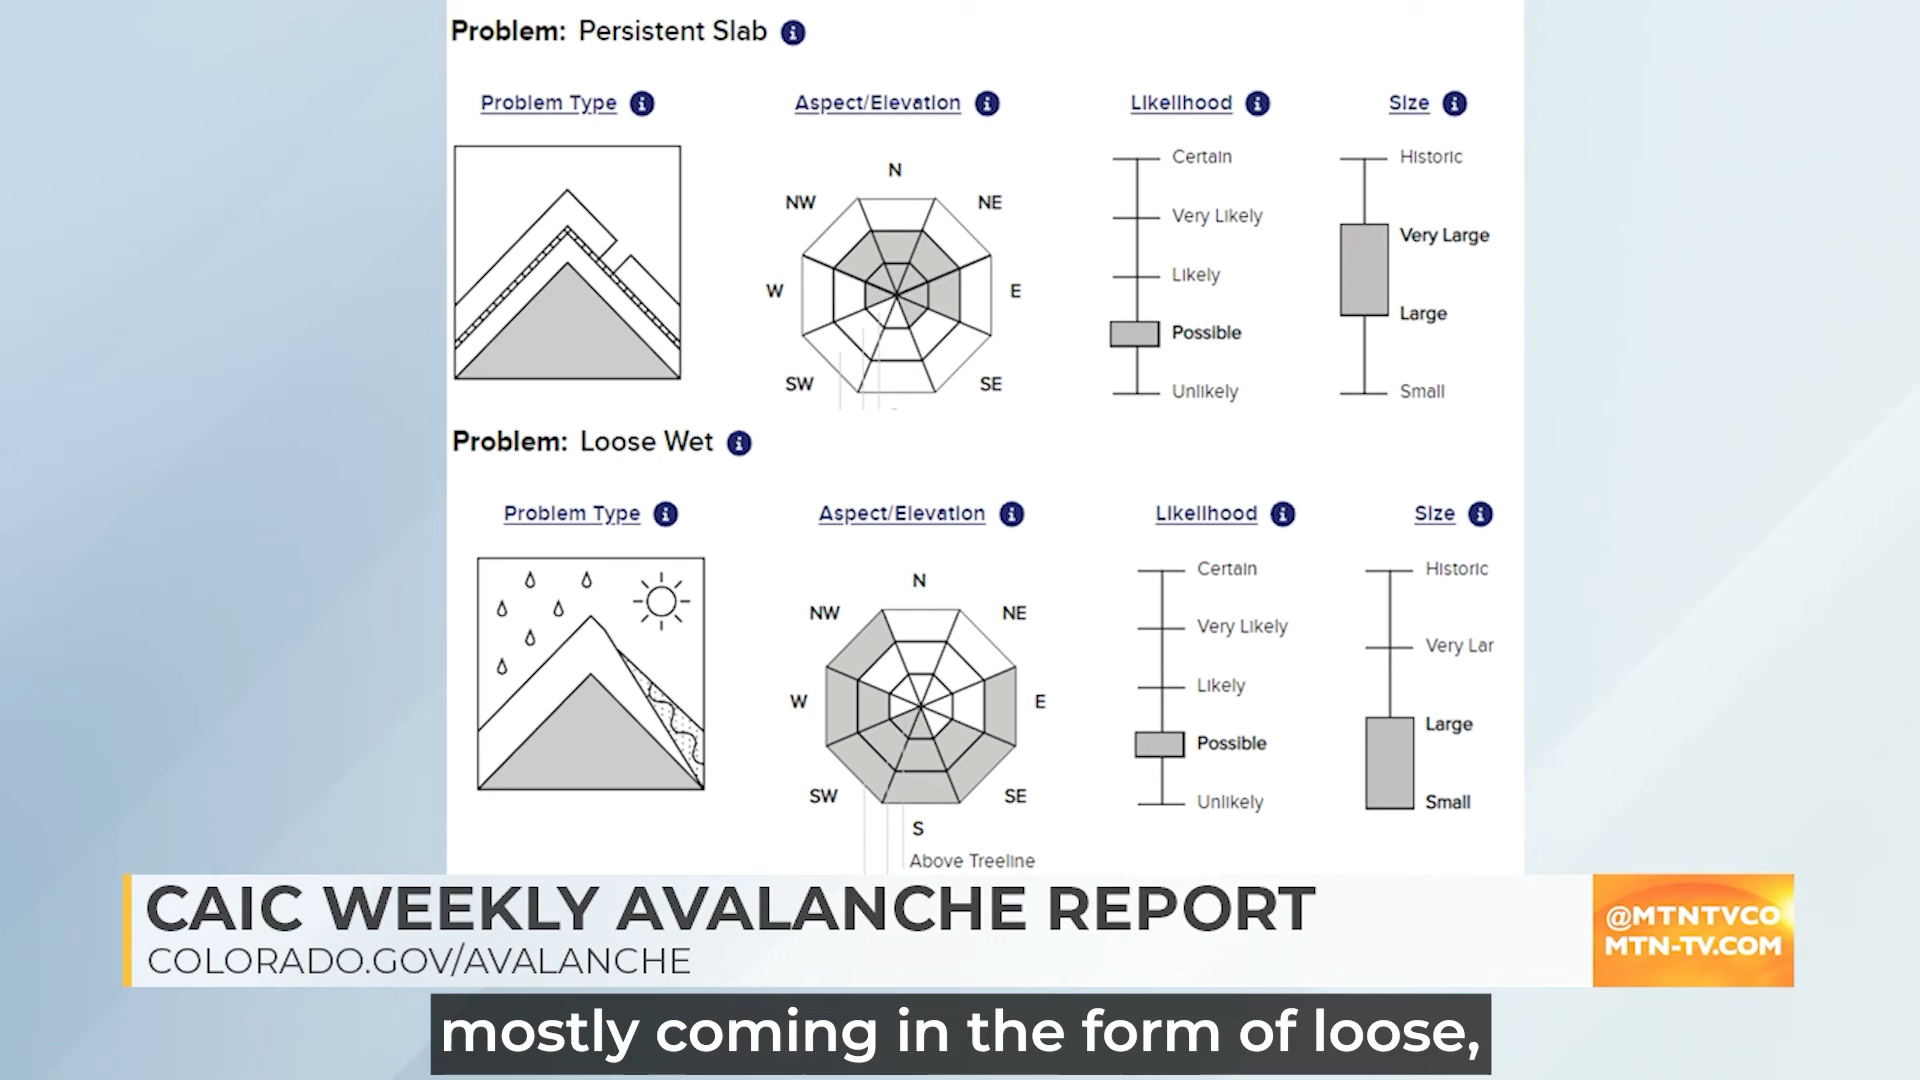 Problem: Persistent Slab
Problem Type
Aspect/Elevation
Likelihood
Size
N
NW
NE
W
E
SW
SE
Certain
Very Likely
Likely
Possible
Unlikely
Historic
Very Large
Large
Small
Problem: Loose Wet
Problem Type
Aspect/Elevation
Likelihood
Size
N
NW
NE
W
E
SW
SE
S
Above Treeline
Certain
Very Likely
Likely
Possible
Unlikely
Historic
Very Lar
Large
Small
CAIC WEEKLY AVALANCHE REPORT
COLORADO.GOV/AVALANCHE
@MTNTVCO
MTN-TV.COM
mostly coming in the form of loose,